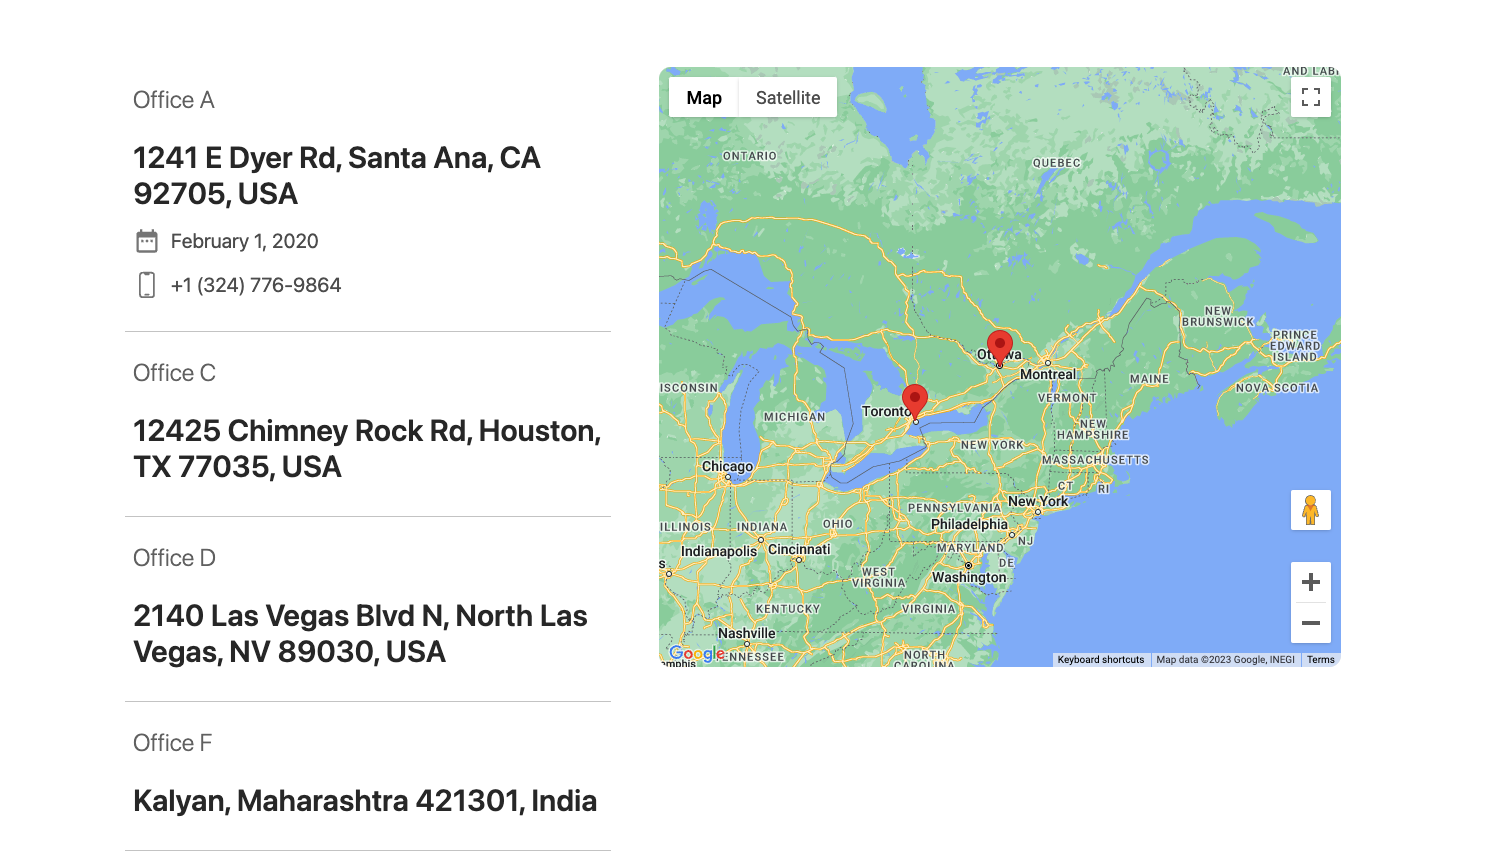 Office A
1241 E Dyer Rd, Santa Ana, CA
92705, USA
February 1, 2020
+1 (324) 776-9864
Office C
12425 Chimney Rock Rd, Houston,
TX 77035, USA
Office D
2140 Las Vegas Blvd N, North Las
Vegas, NV 89030, USA
Office F
Kalyan, Maharashtra 421301, India
Map
Satellite
AND LAB
ONTARIO
QUEBEC
NEW
BRUNSWICK
PRINCE
EDWARD
ISLAND
Ottawa
Montreal
MAINE
NOVA SCOTIA
ISCONSIN
MICHIGAN
Toronto
VERMONT
NEW
HAMPSHIRE
NEW YORK
MASSACHUSETTS
Chicago
CT
RI
New York
PENNSYLVANIA
Philadelphia
ILLINOIS
INDIANA
OHIO
NJ
Indianapolis
Cincinnati
MARYLAND
DE
s
WEST
VIRGINIA
Washington
KENTUCKY
VIRGINIA
Nashville
Google
ENNESSEE
emphis
NORTH
CAROLINA
Keyboard shortcuts
Map data ©2023 Google, INEGI
Terms